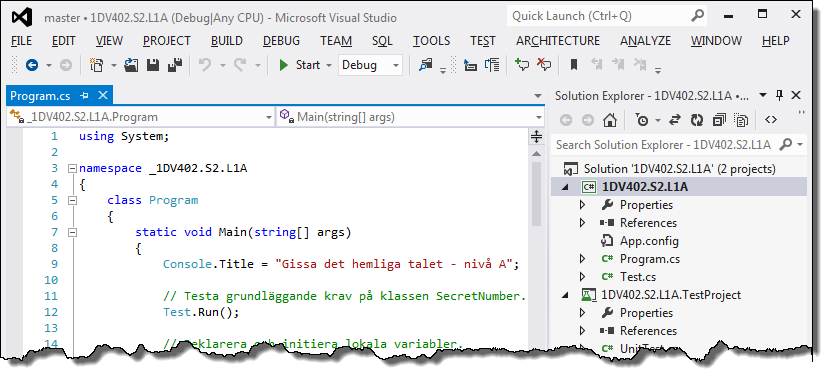 master • 1DV402.S2.L1A (Debug|Any CPU) - Microsoft Visual Studio
Quick Launch (Ctrl+Q)
FILE EDIT VIEW PROJECT BUILD DEBUG TEAM SQL TOOLS TEST ARCHITECTURE ANALYZE WINDOW HELP
Start Debug
Program.cs
_1DV402.S2.L1A.Program
Main(string[] args)
1 using System;
2
3 namespace _1DV402.S2.L1A
4 {
5 class Program
6 {
7 static void Main(string[] args)
8 {
9 Console.Title = "Gissa det hemliga talet - nivå A";
10
11 // Testa grundläggande krav på klassen SecretNumber.
12 Test.Run();
13
14 // Deklarera och initiera lokala variabler.
Solution Explorer - 1DV402.S2.L1A •...
Search Solution Explorer - 1DV402.S2.L1A
Solution '1DV402.S2.L1A' (2 projects)
C# 1DV402.S2.L1A
Properties
References
App.config
C# Program.cs
C# Test.cs
1DV402.S2.L1A.TestProject
Properties
References
C# UnitTest